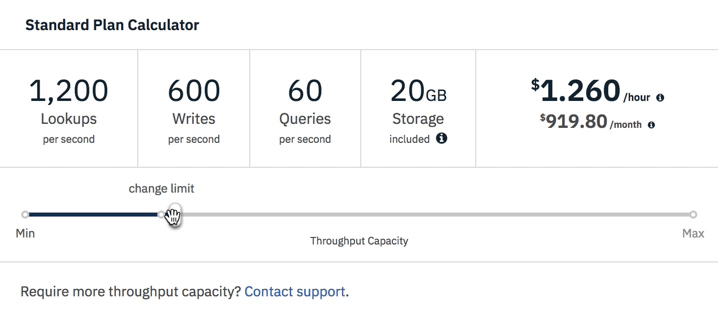 Standard Plan Calculator
1,200
Lookups
per second
600
Writes
per second
60
Queries
per second
20GB
Storage
included
$1.260 /hour
$919.80 /month
change limit
Min
Throughput Capacity
Max
Require more throughput capacity? Contact support.